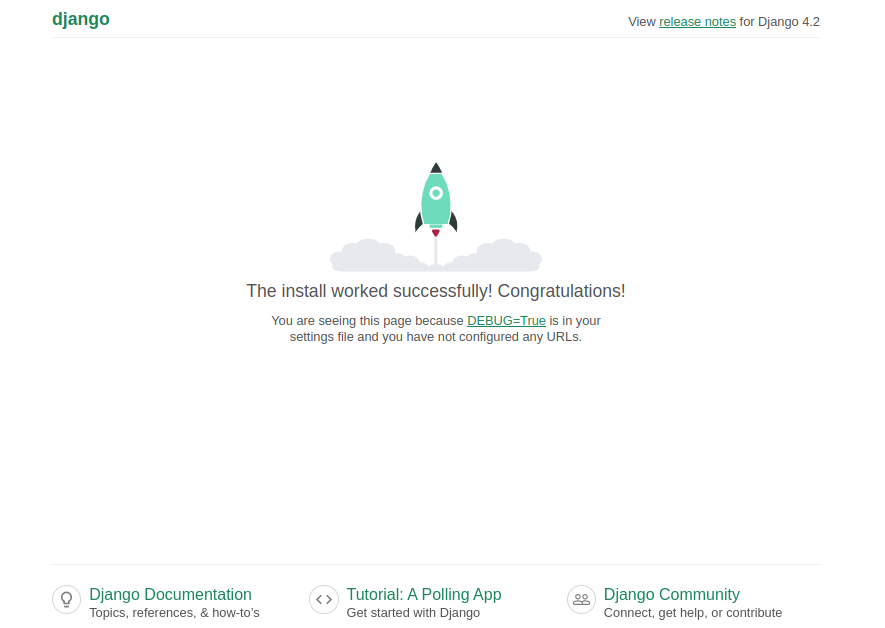 django
View release notes for Django 4.2
The install worked successfully! Congratulations!
You are seeing this page because DEBUG=True is in your
settings file and you have not configured any URLs.
Django Documentation
Topics, references, & how-to’s
Tutorial: A Polling App
Get started with Django
Django Community
Connect, get help, or contribute